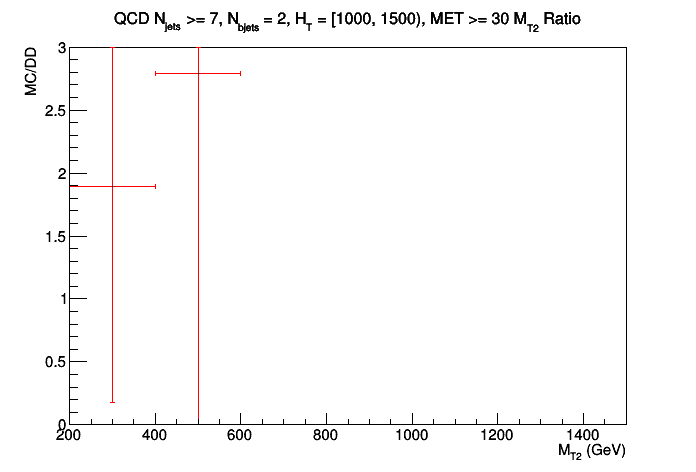 QCD N_jets >= 7, N_bjets = 2, H_T = [1000, 1500), MET >= 30 M_T2 Ratio
MC/DD
3
2.5
2
1.5
1
0.5
0
200 400 600 800 1000 1200 1400
M_T2 (GeV)